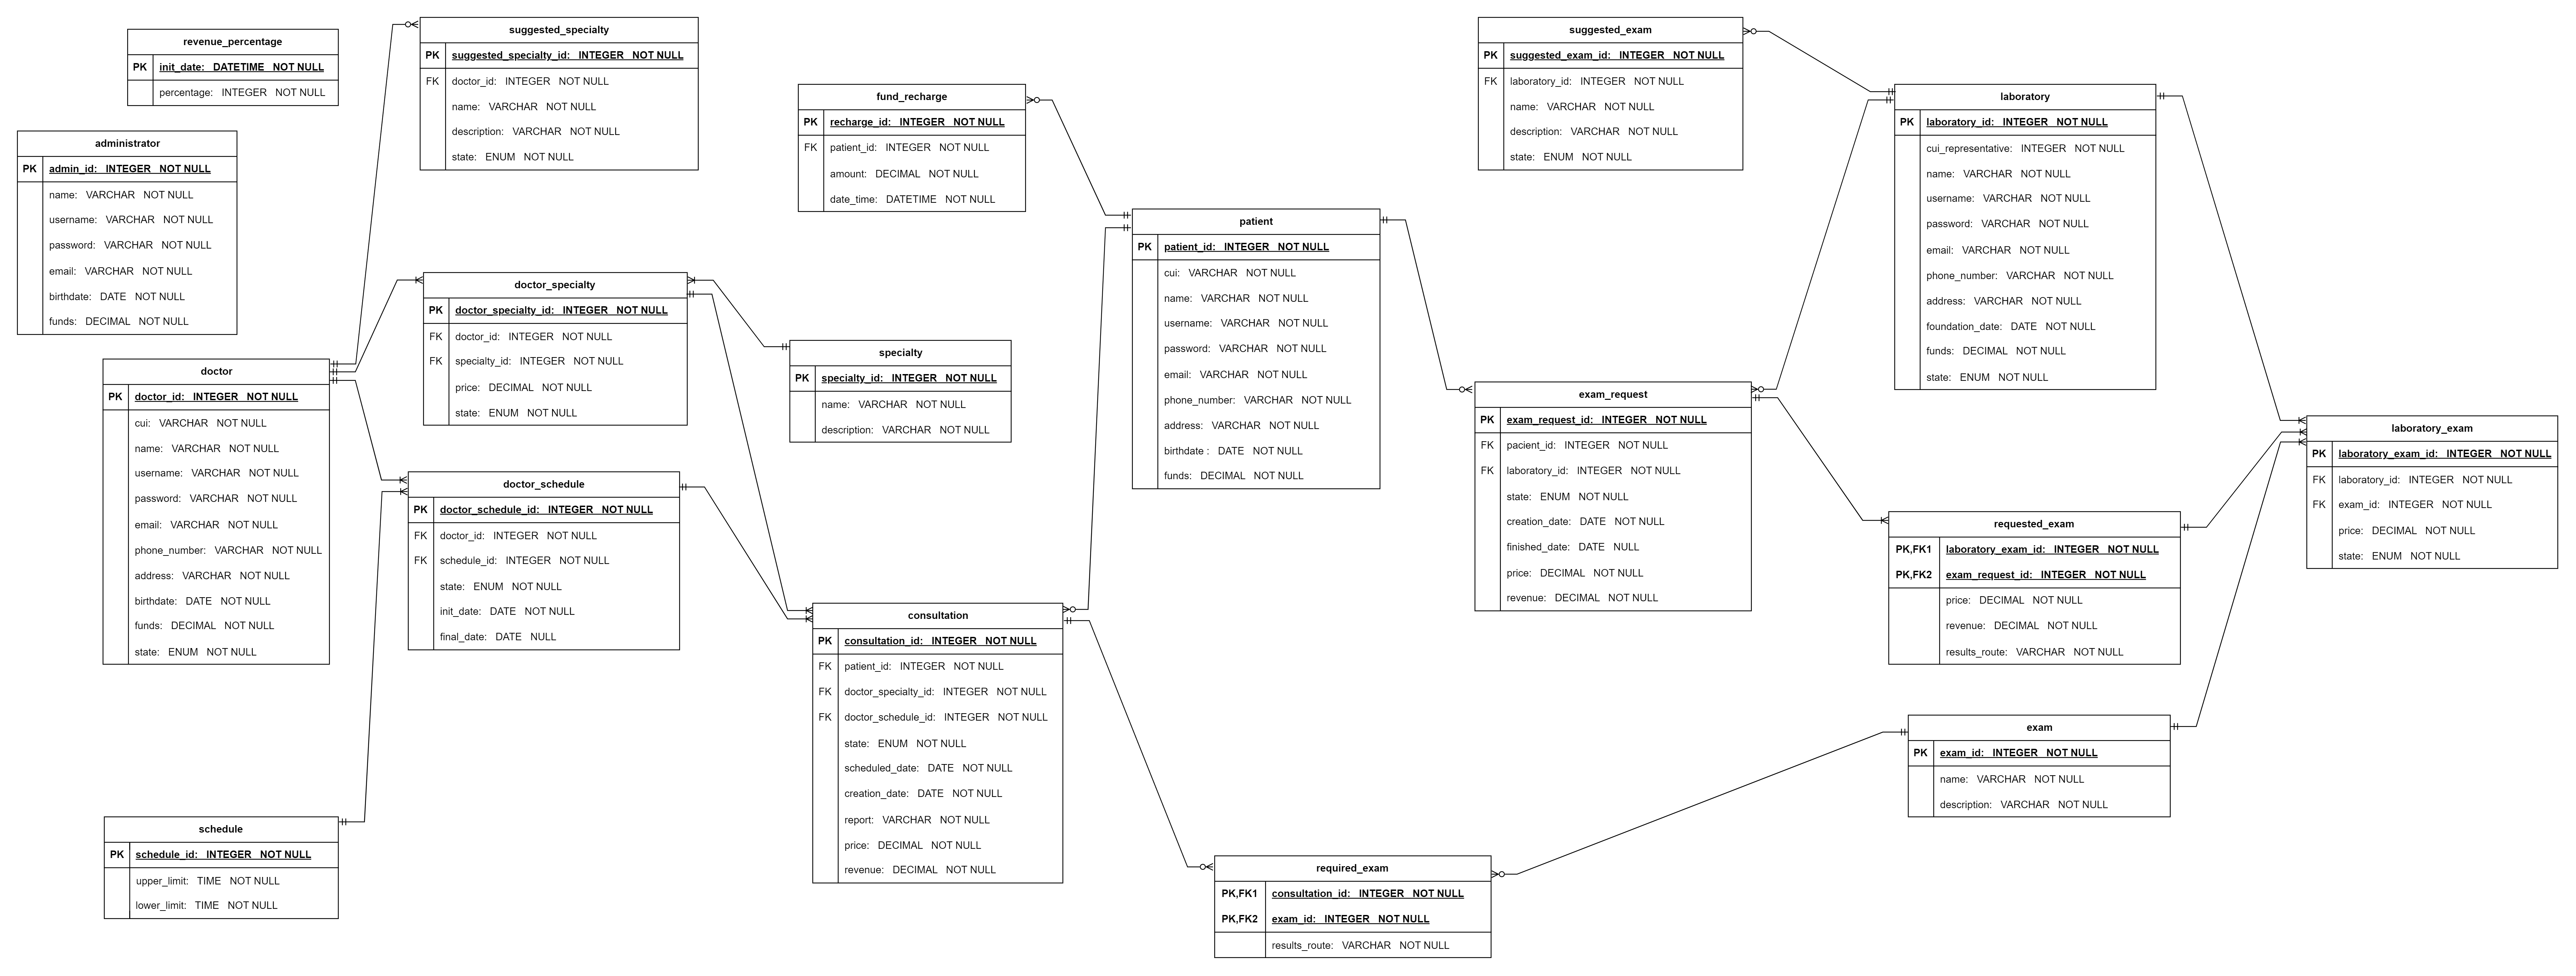 revenue_percentage
PK init_date: DATETIME NOT NULL
percentage: INTEGER NOT NULL
administrator
PK admin_id: INTEGER NOT NULL
name: VARCHAR NOT NULL
username: VARCHAR NOT NULL
password: VARCHAR NOT NULL
email: VARCHAR NOT NULL
birthdate: DATE NOT NULL
funds: DECIMAL NOT NULL
doctor
PK doctor_id: INTEGER NOT NULL
cui: VARCHAR NOT NULL
name: VARCHAR NOT NULL
username: VARCHAR NOT NULL
password: VARCHAR NOT NULL
email: VARCHAR NOT NULL
phone_number: VARCHAR NOT NULL
address: VARCHAR NOT NULL
birthdate: DATE NOT NULL
funds: DECIMAL NOT NULL
state: ENUM NOT NULL
schedule
PK schedule_id: INTEGER NOT NULL
upper_limit: TIME NOT NULL
lower_limit: TIME NOT NULL
suggested_specialty
PK suggested_specialty_id: INTEGER NOT NULL
FK doctor_id: INTEGER NOT NULL
name: VARCHAR NOT NULL
description: VARCHAR NOT NULL
state: ENUM NOT NULL
doctor_specialty
PK doctor_specialty_id: INTEGER NOT NULL
FK doctor_id: INTEGER NOT NULL
FK specialty_id: INTEGER NOT NULL
price: DECIMAL NOT NULL
state: ENUM NOT NULL
doctor_schedule
PK doctor_schedule_id: INTEGER NOT NULL
FK doctor_id: INTEGER NOT NULL
FK schedule_id: INTEGER NOT NULL
state: ENUM NOT NULL
init_date: DATE NOT NULL
final_date: DATE NULL
fund_recharge
PK recharge_id: INTEGER NOT NULL
FK patient_id: INTEGER NOT NULL
amount: DECIMAL NOT NULL
date_time: DATETIME NOT NULL
specialty
PK specialty_id: INTEGER NOT NULL
name: VARCHAR NOT NULL
description: VARCHAR NOT NULL
consultation
PK consultation_id: INTEGER NOT NULL
FK patient_id: INTEGER NOT NULL
FK doctor_specialty_id: INTEGER NOT NULL
FK doctor_schedule_id: INTEGER NOT NULL
state: ENUM NOT NULL
scheduled_date: DATE NOT NULL
creation_date: DATE NOT NULL
report: VARCHAR NOT NULL
price: DECIMAL NOT NULL
revenue: DECIMAL NOT NULL
patient
PK patient_id: INTEGER NOT NULL
cui: VARCHAR NOT NULL
name: VARCHAR NOT NULL
username: VARCHAR NOT NULL
password: VARCHAR NOT NULL
email: VARCHAR NOT NULL
phone_number: VARCHAR NOT NULL
address: VARCHAR NOT NULL
birthdate : DATE NOT NULL
funds: DECIMAL NOT NULL
required_exam
PK,FK1 consultation_id: INTEGER NOT NULL
PK,FK2 exam_id: INTEGER NOT NULL
results_route: VARCHAR NOT NULL
suggested_exam
PK suggested_exam_id: INTEGER NOT NULL
FK laboratory_id: INTEGER NOT NULL
name: VARCHAR NOT NULL
description: VARCHAR NOT NULL
state: ENUM NOT NULL
exam_request
PK exam_request_id: INTEGER NOT NULL
FK pacient_id: INTEGER NOT NULL
FK laboratory_id: INTEGER NOT NULL
state: ENUM NOT NULL
creation_date: DATE NOT NULL
finished_date: DATE NULL
price: DECIMAL NOT NULL
revenue: DECIMAL NOT NULL
laboratory
PK laboratory_id: INTEGER NOT NULL
cui_representative: INTEGER NOT NULL
name: VARCHAR NOT NULL
username: VARCHAR NOT NULL
password: VARCHAR NOT NULL
email: VARCHAR NOT NULL
phone_number: VARCHAR NOT NULL
address: VARCHAR NOT NULL
foundation_date: DATE NOT NULL
funds: DECIMAL NOT NULL
state: ENUM NOT NULL
requested_exam
PK,FK1 laboratory_exam_id: INTEGER NOT NULL
PK,FK2 exam_request_id: INTEGER NOT NULL
price: DECIMAL NOT NULL
revenue: DECIMAL NOT NULL
results_route: VARCHAR NOT NULL
exam
PK exam_id: INTEGER NOT NULL
name: VARCHAR NOT NULL
description: VARCHAR NOT NULL
laboratory_exam
PK laboratory_exam_id: INTEGER NOT NULL
FK laboratory_id: INTEGER NOT NULL
FK exam_id: INTEGER NOT NULL
price: DECIMAL NOT NULL
state: ENUM NOT NULL